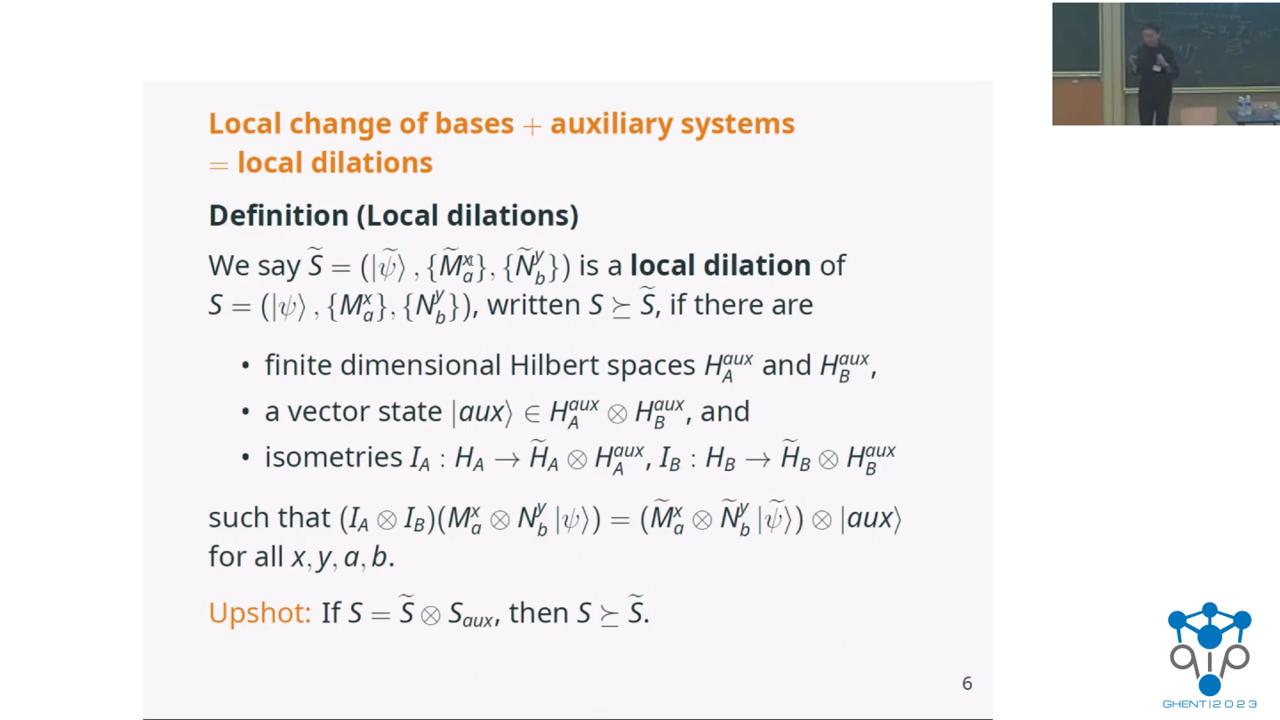 Local change of bases + auxiliary systems
= local dilations
Definition (Local dilations)
We say S̃ = (|ψ̃⟩ , {M̃ₐˣ}, {Ñ_b^y}) is a local dilation of
S = (|ψ⟩ , {Mₐˣ}, {N_b^y}), written S ⪰ S̃, if there are
• finite dimensional Hilbert spaces H_A^{aux} and H_B^{aux},
• a vector state |aux⟩ ∈ H_A^{aux} ⊗ H_B^{aux}, and
• isometries I_A : H_A → H̃_A ⊗ H_A^{aux}, I_B : H_B → H̃_B ⊗ H_B^{aux}
such that (I_A ⊗ I_B)(Mₐˣ ⊗ N_b^y |ψ⟩) = (M̃ₐˣ ⊗ Ñ_b^y |ψ̃⟩) ⊗ |aux⟩
for all x, y, a, b.
Upshot: If S = S̃ ⊗ S_{aux}, then S ⪰ S̃.
6
qip
GHENT|2023